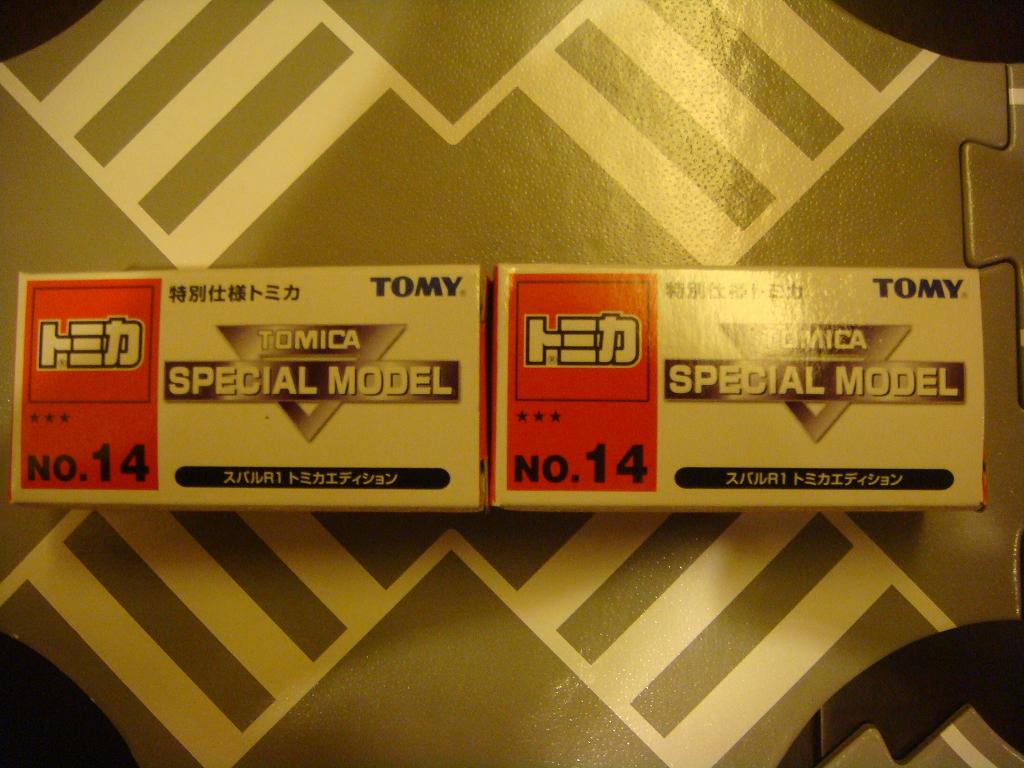 特別仕様トミカ TOMY®
トミカ®
TOMICA
SPECIAL MODEL
★★★
NO.14
スバルR1 トミカエディション
特別仕様トミカ TOMY®
トミカ®
TOMICA
SPECIAL MODEL
★★★
NO.14
スバルR1 トミカエディション